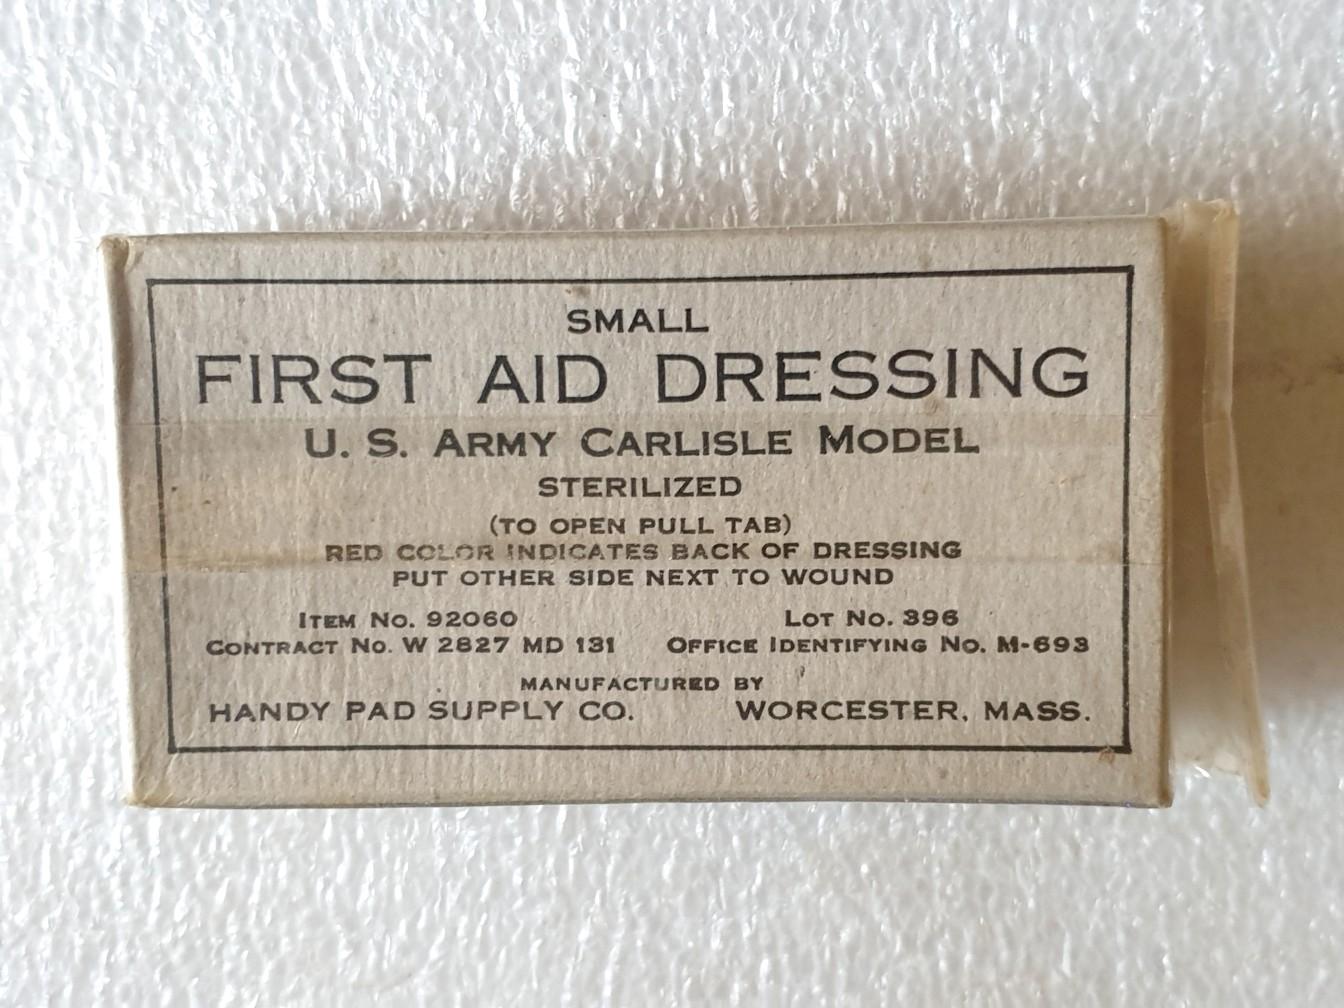 SMALL
FIRST AID DRESSING
U. S. ARMY CARLISLE MODEL
STERILIZED
(TO OPEN PULL TAB)
RED COLOR INDICATES BACK OF DRESSING
PUT OTHER SIDE NEXT TO WOUND
ITEM NO. 92060 LOT NO. 396
CONTRACT NO. W 2827 MD 131 OFFICE IDENTIFYING NO. M-693
MANUFACTURED BY
HANDY PAD SUPPLY CO. WORCESTER, MASS.